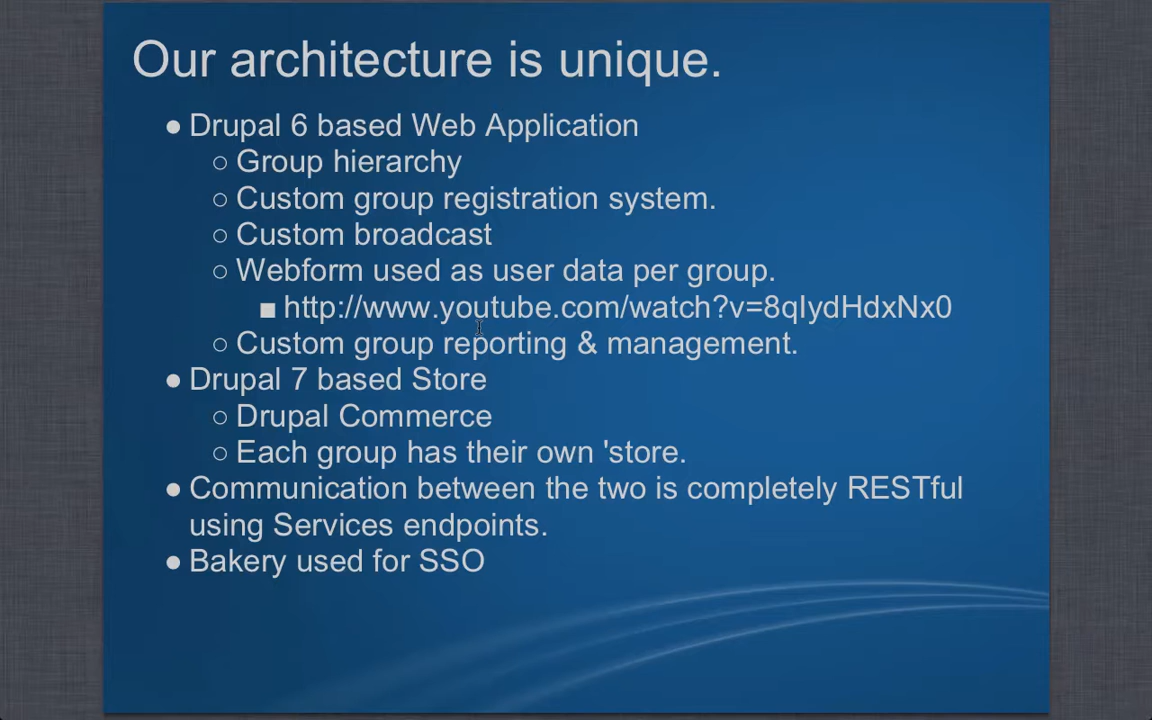 Our architecture is unique.
● Drupal 6 based Web Application
○ Group hierarchy
○ Custom group registration system.
○ Custom broadcast
○ Webform used as user data per group.
■ http://www.youtube.com/watch?v=8qIydHdxNx0
○ Custom group reporting & management.
● Drupal 7 based Store
○ Drupal Commerce
○ Each group has their own 'store.
● Communication between the two is completely RESTful
using Services endpoints.
● Bakery used for SSO